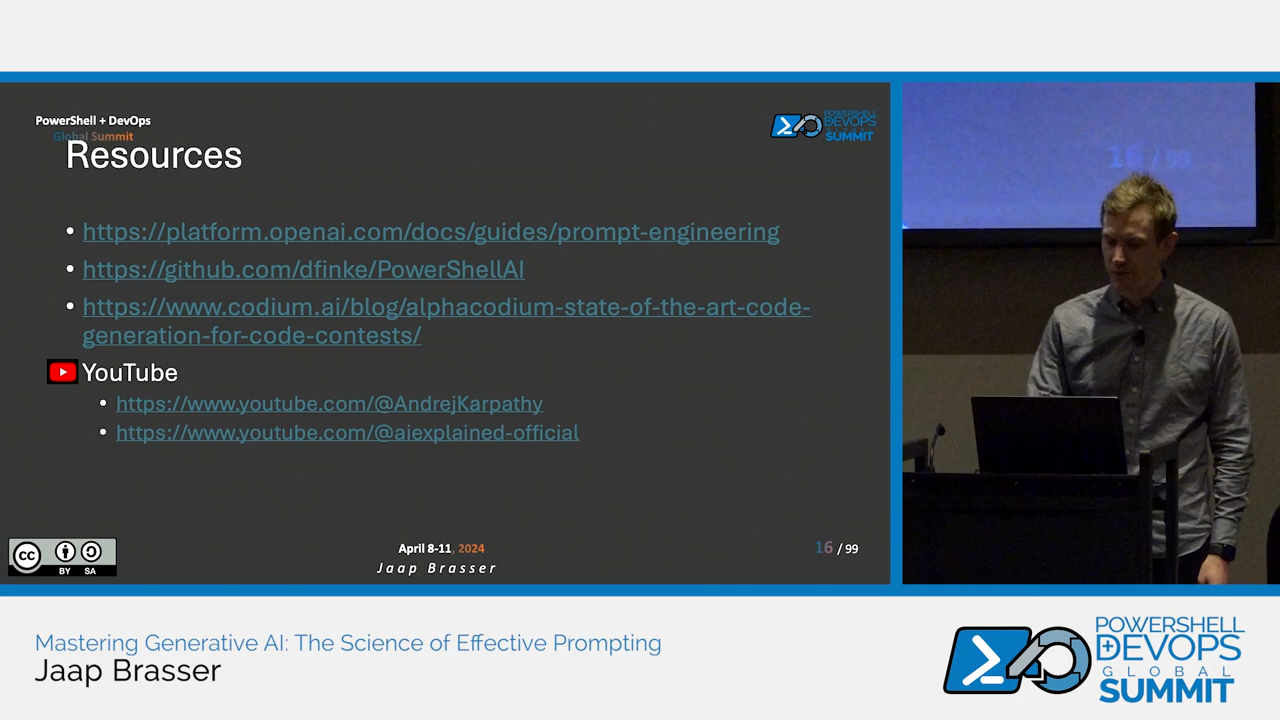 PowerShell + DevOps
Global Summit
POWERSHELL
DEVOPS
SUMMIT
Resources
https://platform.openai.com/docs/guides/prompt-engineering
https://github.com/dfinke/PowerShellAI
https://www.codium.ai/blog/alphacodium-state-of-the-art-code-
generation-for-code-contests/
YouTube
https://www.youtube.com/@AndrejKarpathy
https://www.youtube.com/@aiexplained-official
cc
BY SA
April 8-11, 2024
Jaap Brasser
16 / 99
16 / 99
Mastering Generative AI: The Science of Effective Prompting
Jaap Brasser
POWERSHELL
DEVOPS
GLOBAL
SUMMIT